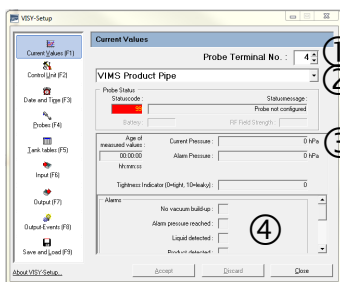 VISY-Setup
Current Values (F1)
Control Unit (F2)
Date and Time (F3)
Probes (F4)
Tank tables (F5)
Input (F6)
Output (F7)
Output-Events (F8)
Save and Load (F9)
About VISY-Setup...
Current Values
Probe Terminal No. : 4
1
VIMS Product Pipe
2
Probe Status
Statuscode : Statusmessage :
99 Probe not configured
Battery : RF Field Strength :
3
Age of measured values : Current Pressure : 0 hPa
00:00:00 Alarm Pressure : 0 hPa
hh:mm:ss
Tightness Indicator (0=tight, 10=leaky) : 0
Alarms
No vacuum build-up :
Alarm pressure reached :
Liquid detected :
Product detected :
4
Accept Discard Close